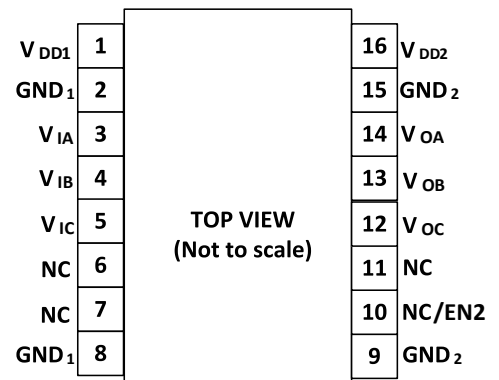 V DD1 1 16 V DD2
GND 1 2 15 GND 2
V IA 3 14 V OA
V IB 4 13 V OB
V IC 5 12 V OC
TOP VIEW
(Not to scale)
NC 6 11 NC
NC 7 10 NC/EN2
GND 1 8 9 GND 2